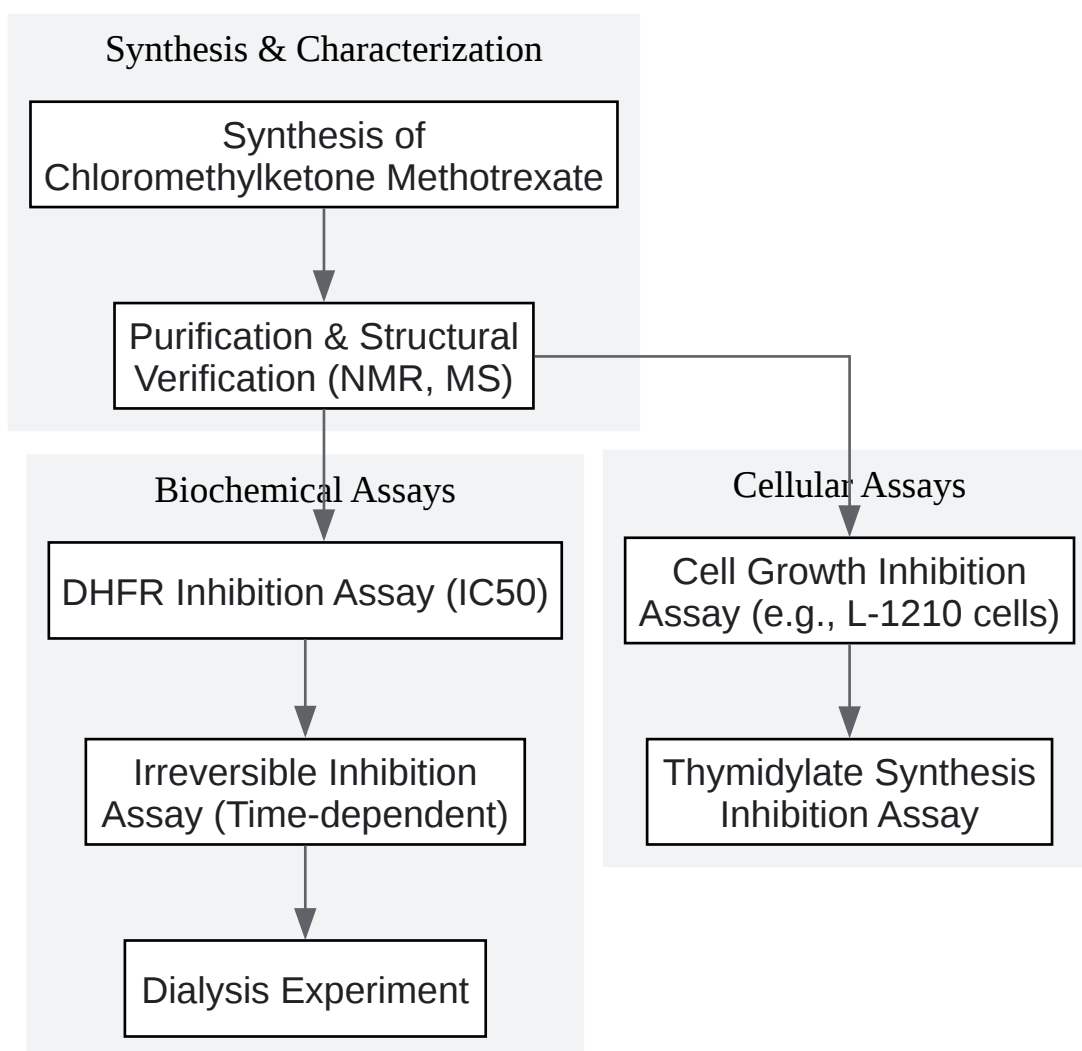 Synthesis & Characterization
Synthesis of
Chloromethylketone Methotrexate
Purification & Structural
Verification (NMR, MS)
Biochemical Assays
DHFR Inhibition Assay (IC50)
Irreversible Inhibition
Assay (Time-dependent)
Dialysis Experiment
Cellular Assays
Cell Growth Inhibition
Assay (e.g., L-1210 cells)
Thymidylate Synthesis
Inhibition Assay